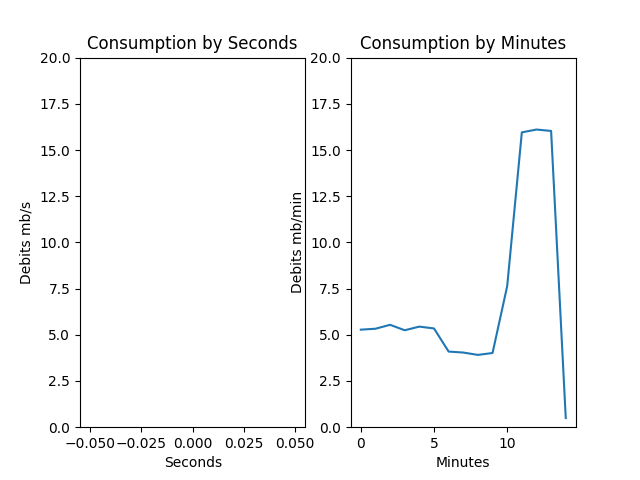 Consumption by Seconds
20.0
17.5
15.0
12.5
10.0
7.5
5.0
2.5
0.0
Debits mb/s
−0.050 −0.025 0.000 0.025 0.050
Seconds
Consumption by Minutes
20.0
17.5
15.0
12.5
10.0
7.5
5.0
2.5
0.0
Debits mb/min
0 5 10
Minutes